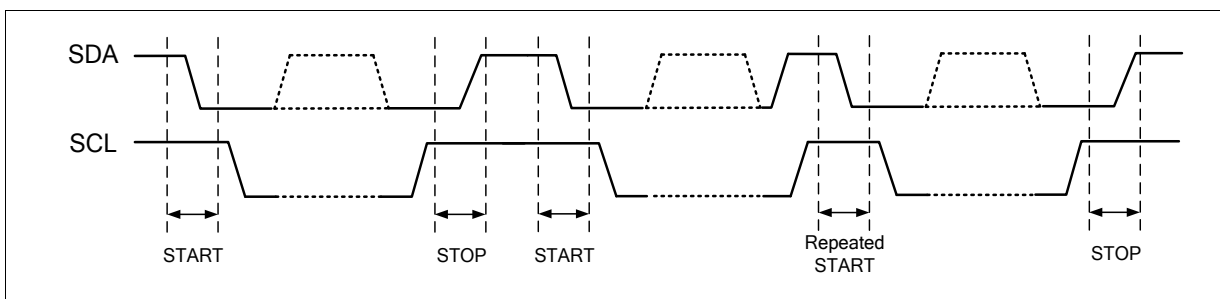 SDA
SCL
START
STOP
START
Repeated
START
STOP